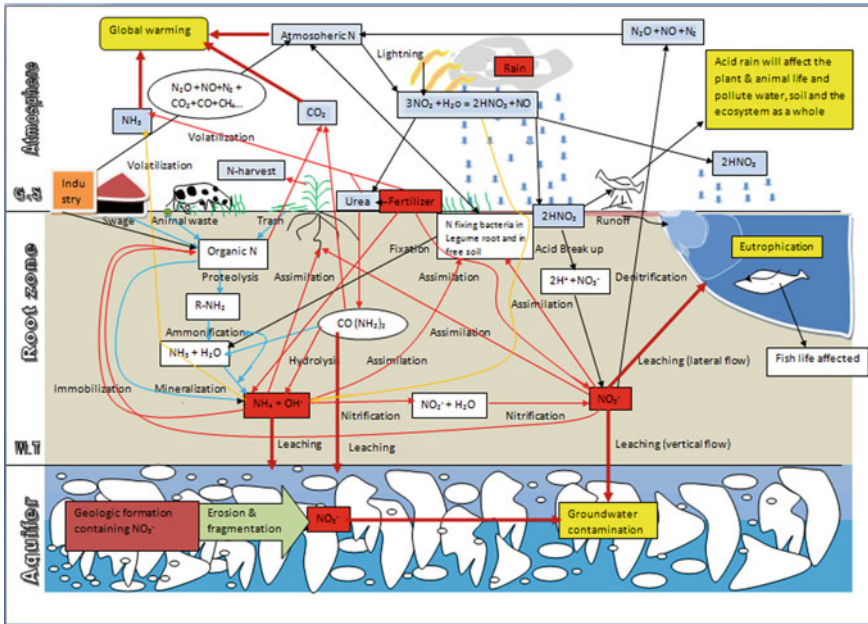 Global warming
Atmosoheric N
N₂O +NO+ N₂
Lightning
Rain
Acid rain will affect the
plant & animal life and
pollute water, soil and the
ecosystem as a whole
N₂O +NO+N₂ +
CO₂+CO+CH₄...
CO₂
3NO₂ +H₂O = 2HNO₃ +NO
NH₃
Volatilization
Atmosphere
Volatilization
N-harvest
2HNO₃
Indu
stry
Urea
Fertilizer
2HNO₃
Runoff
Swage
Animal waste
Trash
Fixation
N fixing bacteria in
Legume root and in
free soil
Acid Break up
Eutrophication
Organic N
Proteolysis
Assimilation
Assimilation
2H⁺ +NO₃⁻
Denitrification
R-NH₂
Assimilation
Root zone
Ammonification
CO (NH₂)₂
Assimilation
NH₃ + H₂O
Hydrolysis
Assimilation
Leaching (lateral flow)
Fish life affected
Immobilization
Mineralization
NH₄ + OH⁻
NO₂⁻ + H₂O
NO₃⁻
Nitrification
Nitrification
W.T
Leaching
Leaching
Leaching (vertical flow)
Aquifer
Geologic formation
containing NO₃⁻
Erosion &
fragmentation
NO₃⁻
Groundwater
contamination